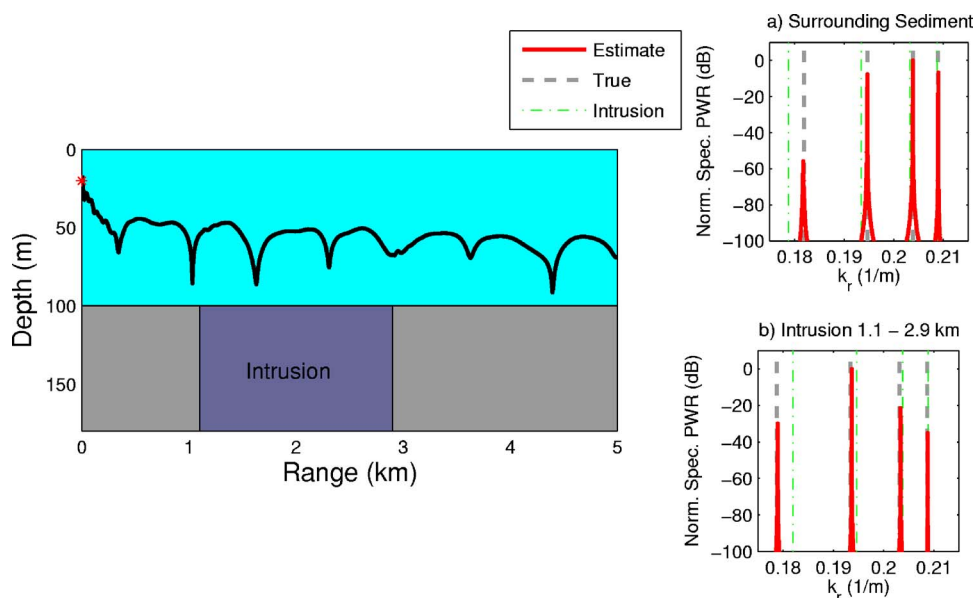 Estimate
True
Intrusion
0
50
100
150
Depth (m)
Intrusion
0
1
2
3
4
5
Range (km)
a) Surrounding Sediment
0
−20
−40
−60
−80
−100
Norm. Spec. PWR (dB)
0.18
0.19
0.2
0.21
k_r (1/m)
b) Intrusion 1.1 − 2.9 km
0
−20
−40
−60
−80
−100
Norm. Spec. PWR (dB)
0.18
0.19
0.2
0.21
k_r (1/m)